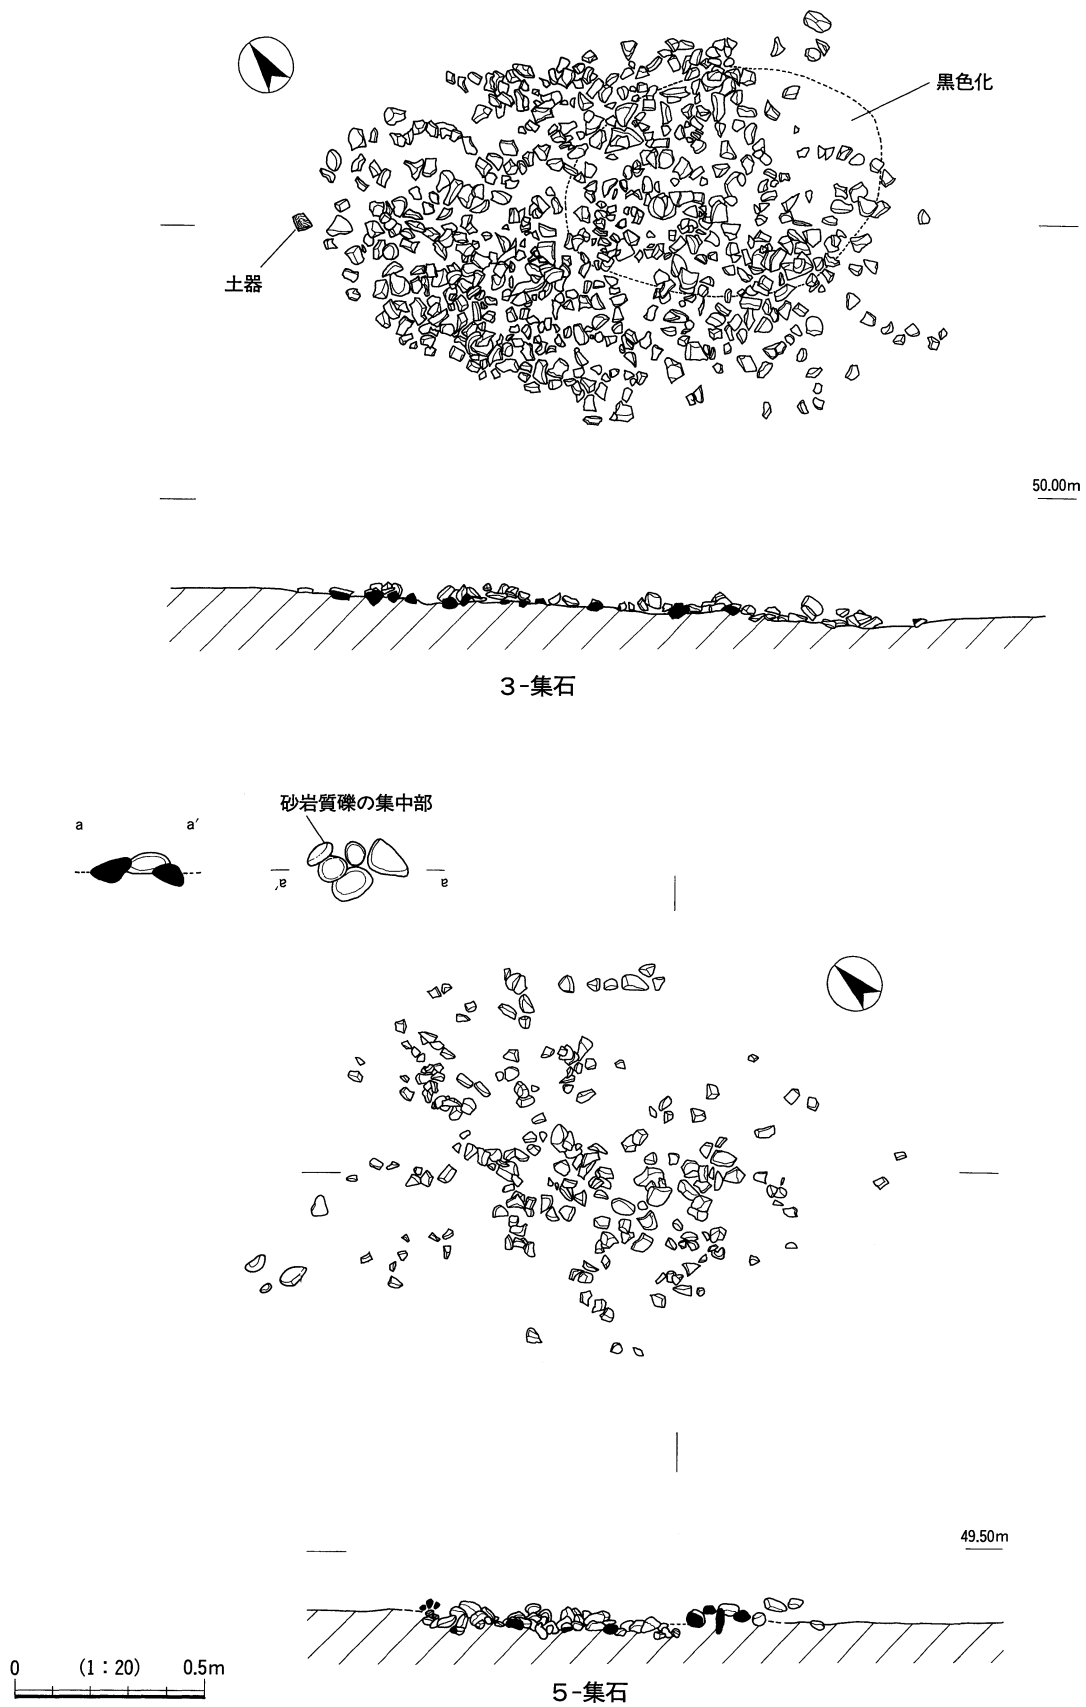 黒色化
土器
50.00m
3-集石
砂岩質礫の集中部
a a′
a′ a
49.50m
0 (1:20) 0.5m
5-集石